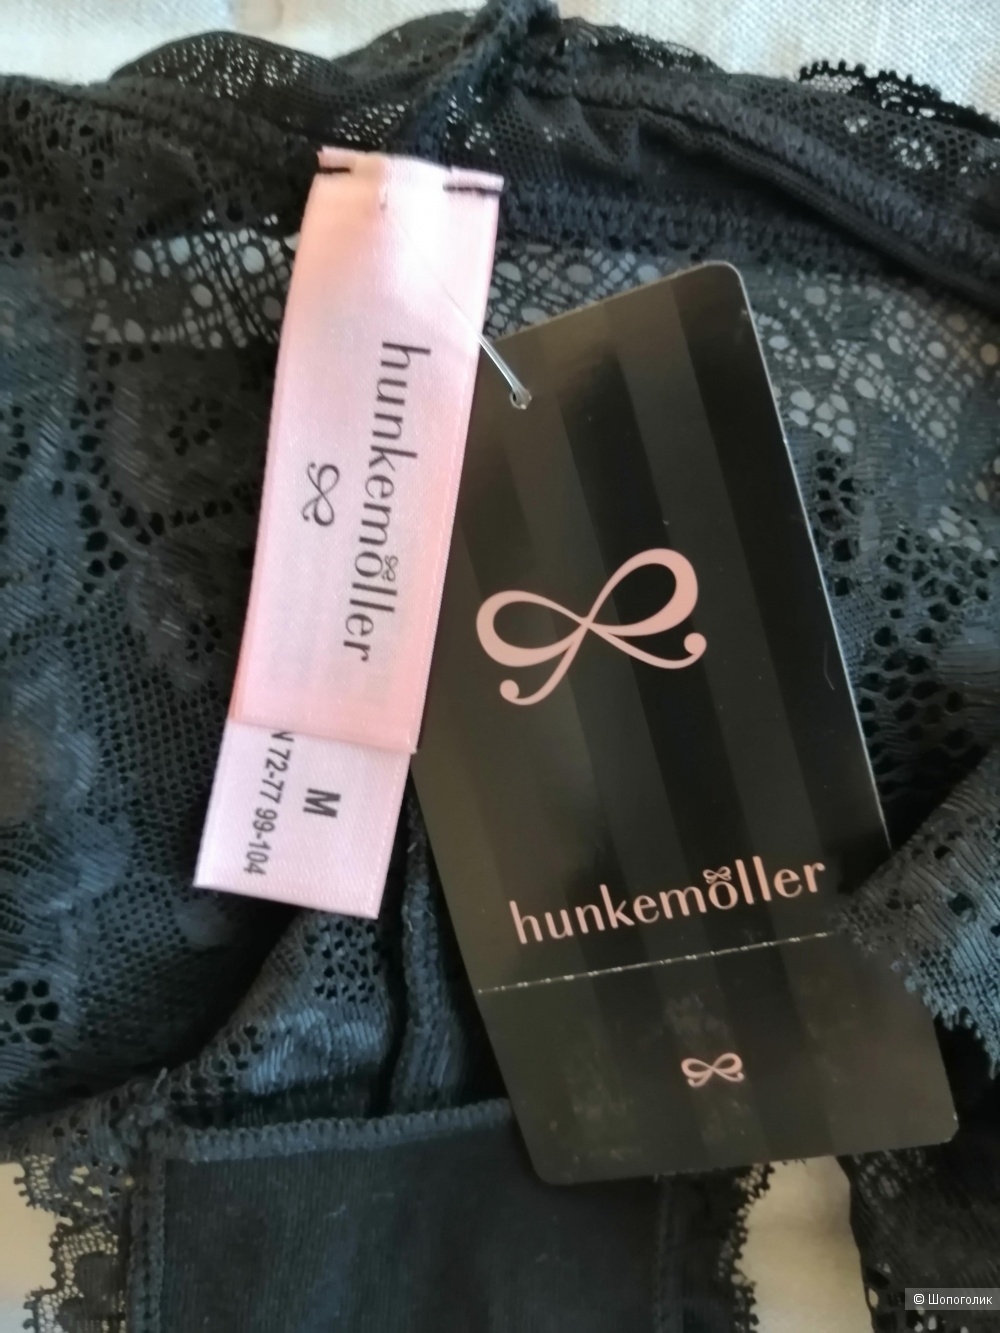 hunkemöller
M
72-77 99-104
hunkemöller
© Шопоголик